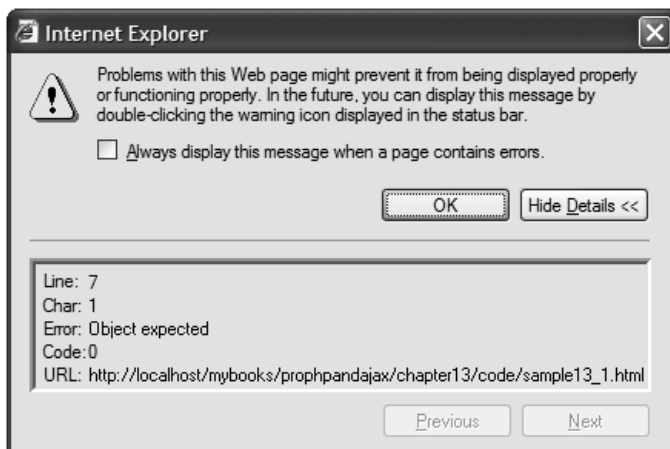 Internet Explorer
Problems with this Web page might prevent it from being displayed properly
or functioning properly. In the future, you can display this message by
double-clicking the warning icon displayed in the status bar.
Always display this message when a page contains errors.
OK
Hide Details <<
Line: 7
Char: 1
Error: Object expected
Code:0
URL: http://localhost/mybooks/prophpandajax/chapter13/code/sample13_1.html
Previous
Next